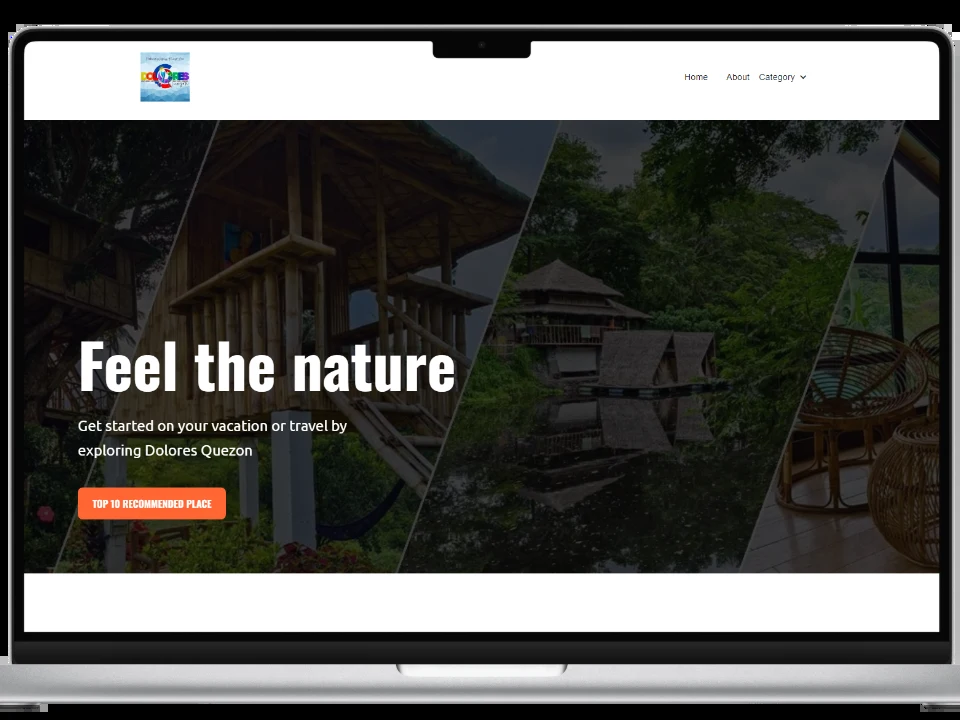 DOLORES
Home
About
Category
Feel the nature
Get started on your vacation or travel by
exploring Dolores Quezon
TOP 10 RECOMMENDED PLACE